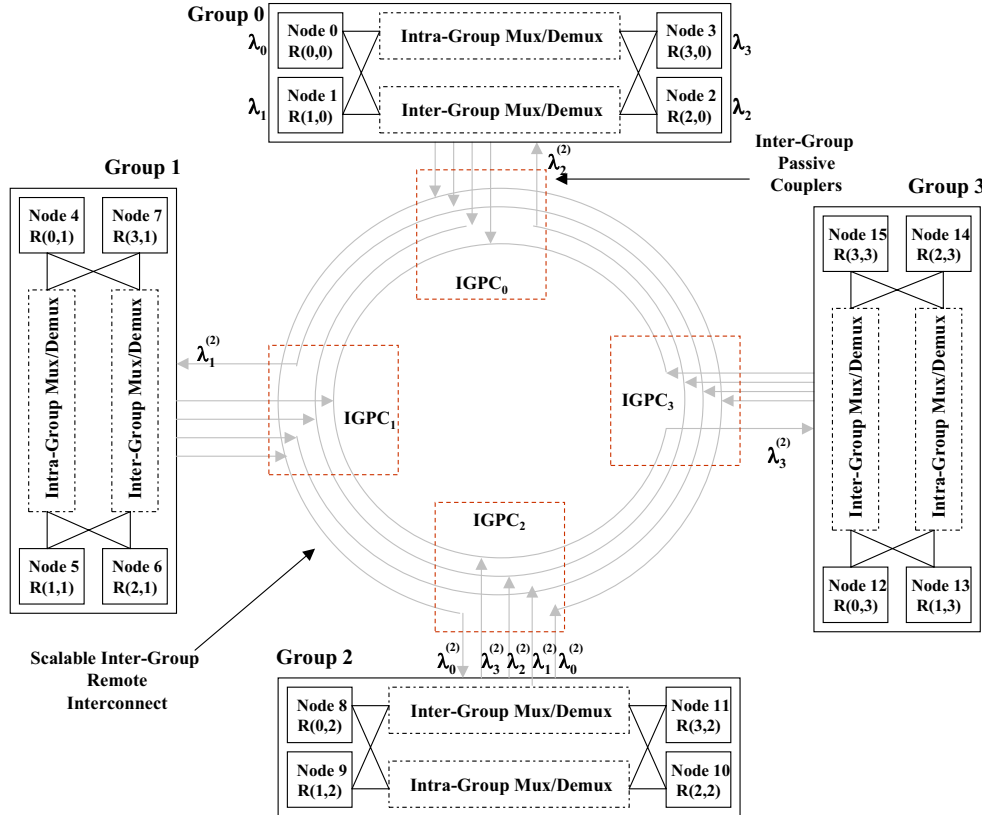 Group 0
Node 0
R(0,0)
Node 1
R(1,0)
Intra-Group Mux/Demux
Inter-Group Mux/Demux
Node 3
R(3,0)
Node 2
R(2,0)
λ₀
λ₁
λ₃
λ₂
λ₂⁽²⁾
Inter-Group
Passive
Couplers
Group 1
Node 4
R(0,1)
Node 7
R(3,1)
Intra-Group Mux/Demux
Inter-Group Mux/Demux
Node 5
R(1,1)
Node 6
R(2,1)
λ₁⁽²⁾
IGPC₀
IGPC₁
IGPC₃
IGPC₂
Group 3
Node 15
R(3,3)
Node 14
R(2,3)
Inter-Group Mux/Demux
Intra-Group Mux/Demux
Node 12
R(0,3)
Node 13
R(1,3)
λ₃⁽²⁾
Scalable Inter-Group
Remote
Interconnect
Group 2
λ₀⁽²⁾ λ₃⁽²⁾ λ₂⁽²⁾ λ₁⁽²⁾ λ₀⁽²⁾
Node 8
R(0,2)
Node 9
R(1,2)
Inter-Group Mux/Demux
Intra-Group Mux/Demux
Node 11
R(3,2)
Node 10
R(2,2)